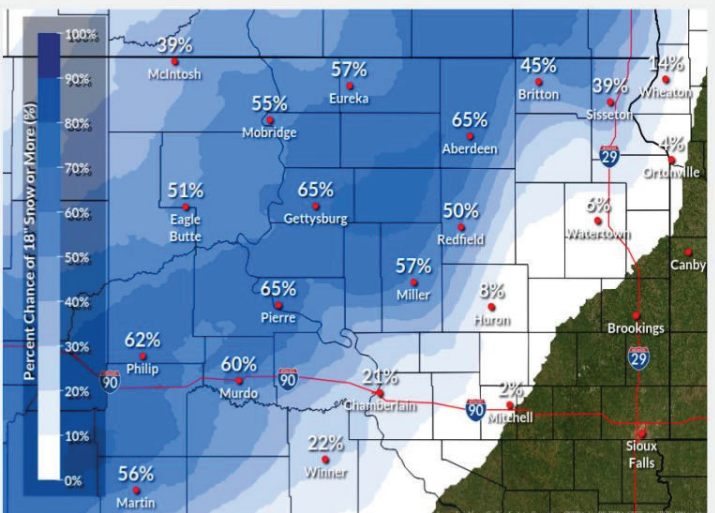 Percent Chance of 18" Snow or More (%)
100%
90%
80%
70%
60%
50%
40%
30%
20%
10%
0%
39%
McIntosh
57%
Eureka
45%
Britton
39%
Sisseton
14%
Wheaton
55%
Mobridge
65%
Aberdeen
29
4%
Ortonville
51%
Eagle
Butte
65%
Gettysburg
50%
Redfield
6%
Watertown
Canby
65%
Pierre
57%
Miller
8%
Huron
Brookings
62%
Philip
90
60%
Murdo
90
21%
Chamberlain
90
2%
Mitchell
29
22%
Winner
Sioux
Falls
56%
Martin